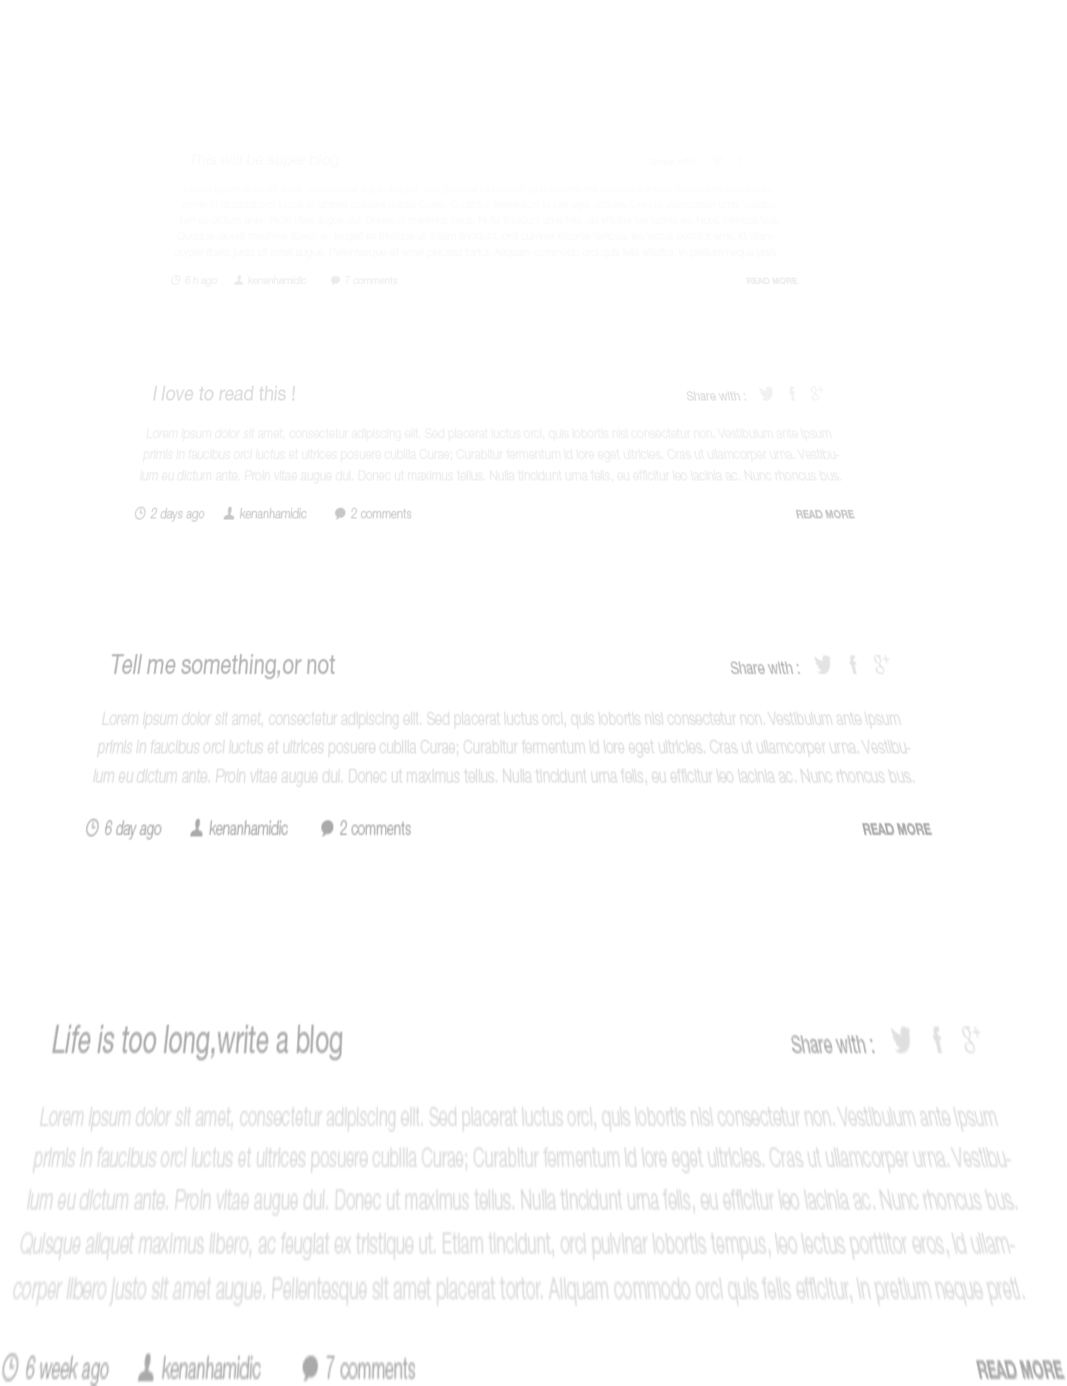 This will be super blog
6 h ago kenanhamidic 7 comments READ MORE
I love to read this ! Share with :
Lorem ipsum dolor sit amet, consectetur adipiscing elit. Sed placerat luctus orci, quis lobortis nisl consectetur non. Vestibulum ante ipsum
primis in faucibus orci luctus et ultrices posuere cubilia Curae; Curabitur fermentum id lore eget ultricies. Cras ut ullamcorper urna. Vestibu-
lum eu dictum ante. Proin vitae augue dui. Donec ut maximus tellus. Nulla tincidunt urna felis, eu efficitur leo lacinia ac. Nunc rhoncus bus.
2 days ago kenanhamidic 2 comments READ MORE
Tell me something,or not Share with :
Lorem ipsum dolor sit amet, consectetur adipiscing elit. Sed placerat luctus orci, quis lobortis nisl consectetur non. Vestibulum ante ipsum
primis in faucibus orci luctus et ultrices posuere cubilia Curae; Curabitur fermentum id lore eget ultricies. Cras ut ullamcorper urna. Vestibu-
lum eu dictum ante. Proin vitae augue dui. Donec ut maximus tellus. Nulla tincidunt urna felis, eu efficitur leo lacinia ac. Nunc rhoncus bus.
6 day ago kenanhamidic 2 comments READ MORE
Life is too long,write a blog Share with :
Lorem ipsum dolor sit amet, consectetur adipiscing elit. Sed placerat luctus orci, quis lobortis nisl consectetur non. Vestibulum ante ipsum
primis in faucibus orci luctus et ultrices posuere cubilia Curae; Curabitur fermentum id lore eget ultricies. Cras ut ullamcorper urna. Vestibu-
lum eu dictum ante. Proin vitae augue dui. Donec ut maximus tellus. Nulla tincidunt urna felis, eu efficitur leo lacinia ac. Nunc rhoncus bus.
Quisque aliquet maximus libero, ac feugiat ex tristique ut. Etiam tincidunt, orci pulvinar lobortis tempus, leo lectus porttitor eros, id ullam-
corper libero justo sit amet augue. Pellentesque sit amet placerat tortor. Aliquam commodo orci quis felis efficitur, in pretium neque preti.
6 week ago kenanhamidic 7 comments READ MORE